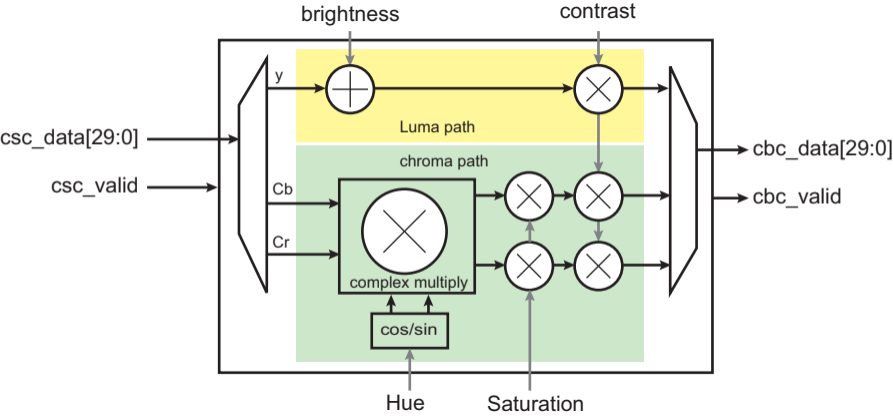 brightness
contrast
y
Luma path
csc_data[29:0]
chroma path
cbc_data[29:0]
csc_valid
Cb
cbc_valid
Cr
complex multiply
cos/sin
Hue
Saturation